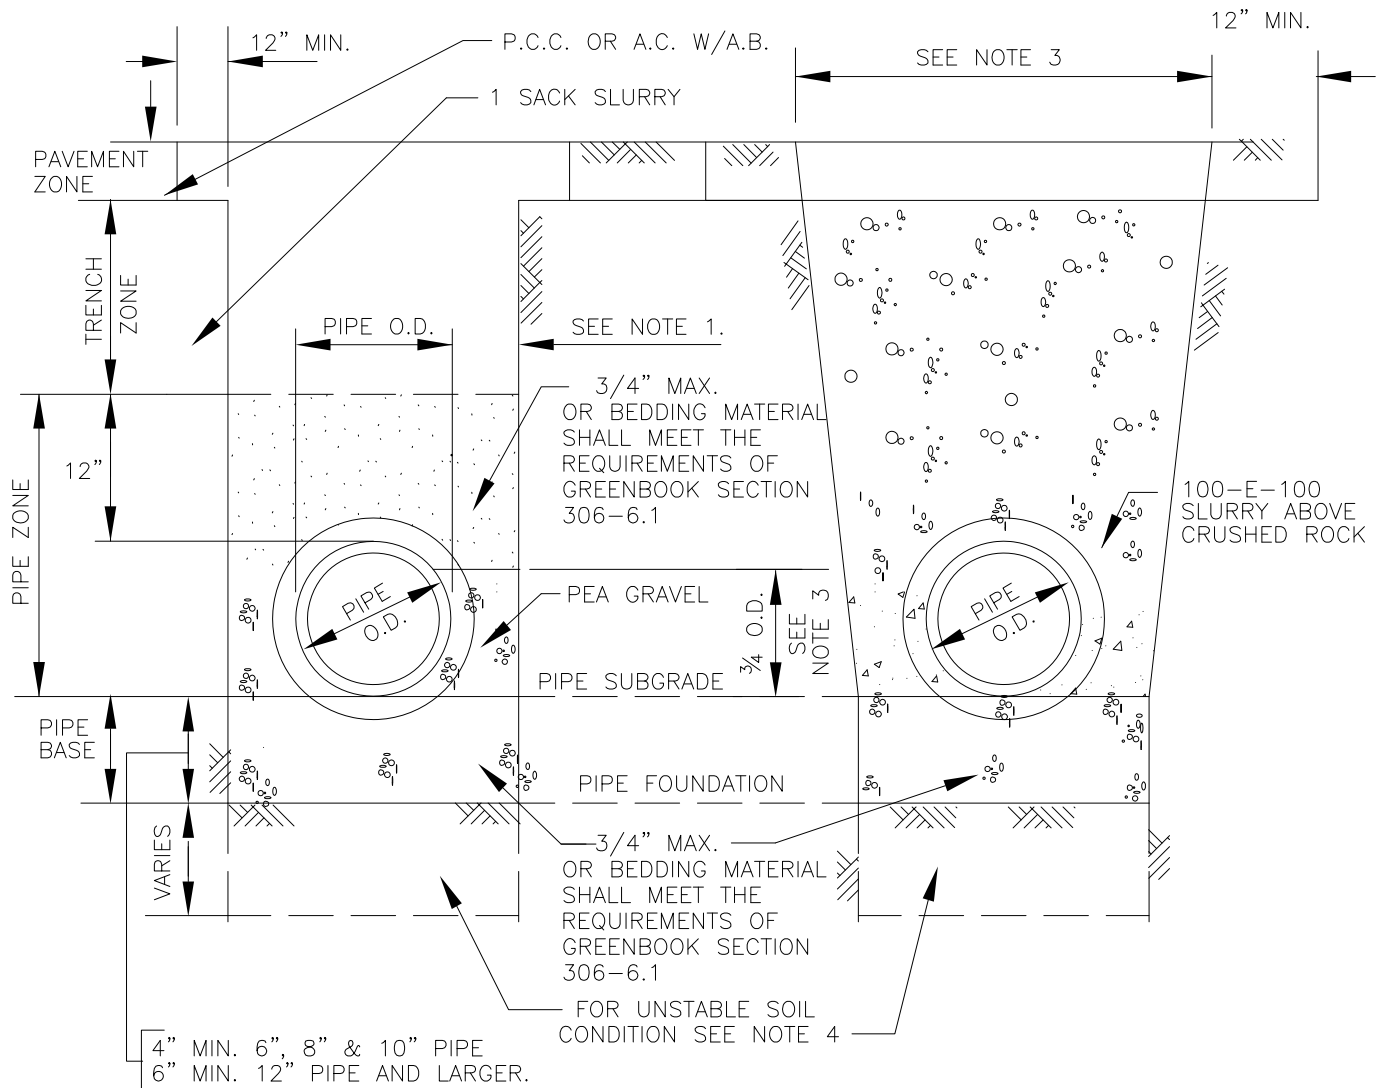 12" MIN.
P.C.C. OR A.C. W/A.B.
SEE NOTE 3
12" MIN.
1 SACK SLURRY
PAVEMENT
ZONE
TRENCH
ZONE
PIPE O.D.
SEE NOTE 1.
3/4" MAX.
OR BEDDING MATERIAL
SHALL MEET THE
REQUIREMENTS OF
GREENBOOK SECTION
306-6.1
12"
PIPE ZONE
100-E-100
SLURRY ABOVE
CRUSHED ROCK
PIPE
O.D.
PEA GRAVEL
3/4 O.D.
SEE
NOTE 3
PIPE
O.D.
PIPE SUBGRADE
PIPE
BASE
PIPE FOUNDATION
VARIES
3/4" MAX.
OR BEDDING MATERIAL
SHALL MEET THE
REQUIREMENTS OF
GREENBOOK SECTION
306-6.1
FOR UNSTABLE SOIL
CONDITION SEE NOTE 4
4" MIN. 6", 8" & 10" PIPE
6" MIN. 12" PIPE AND LARGER.